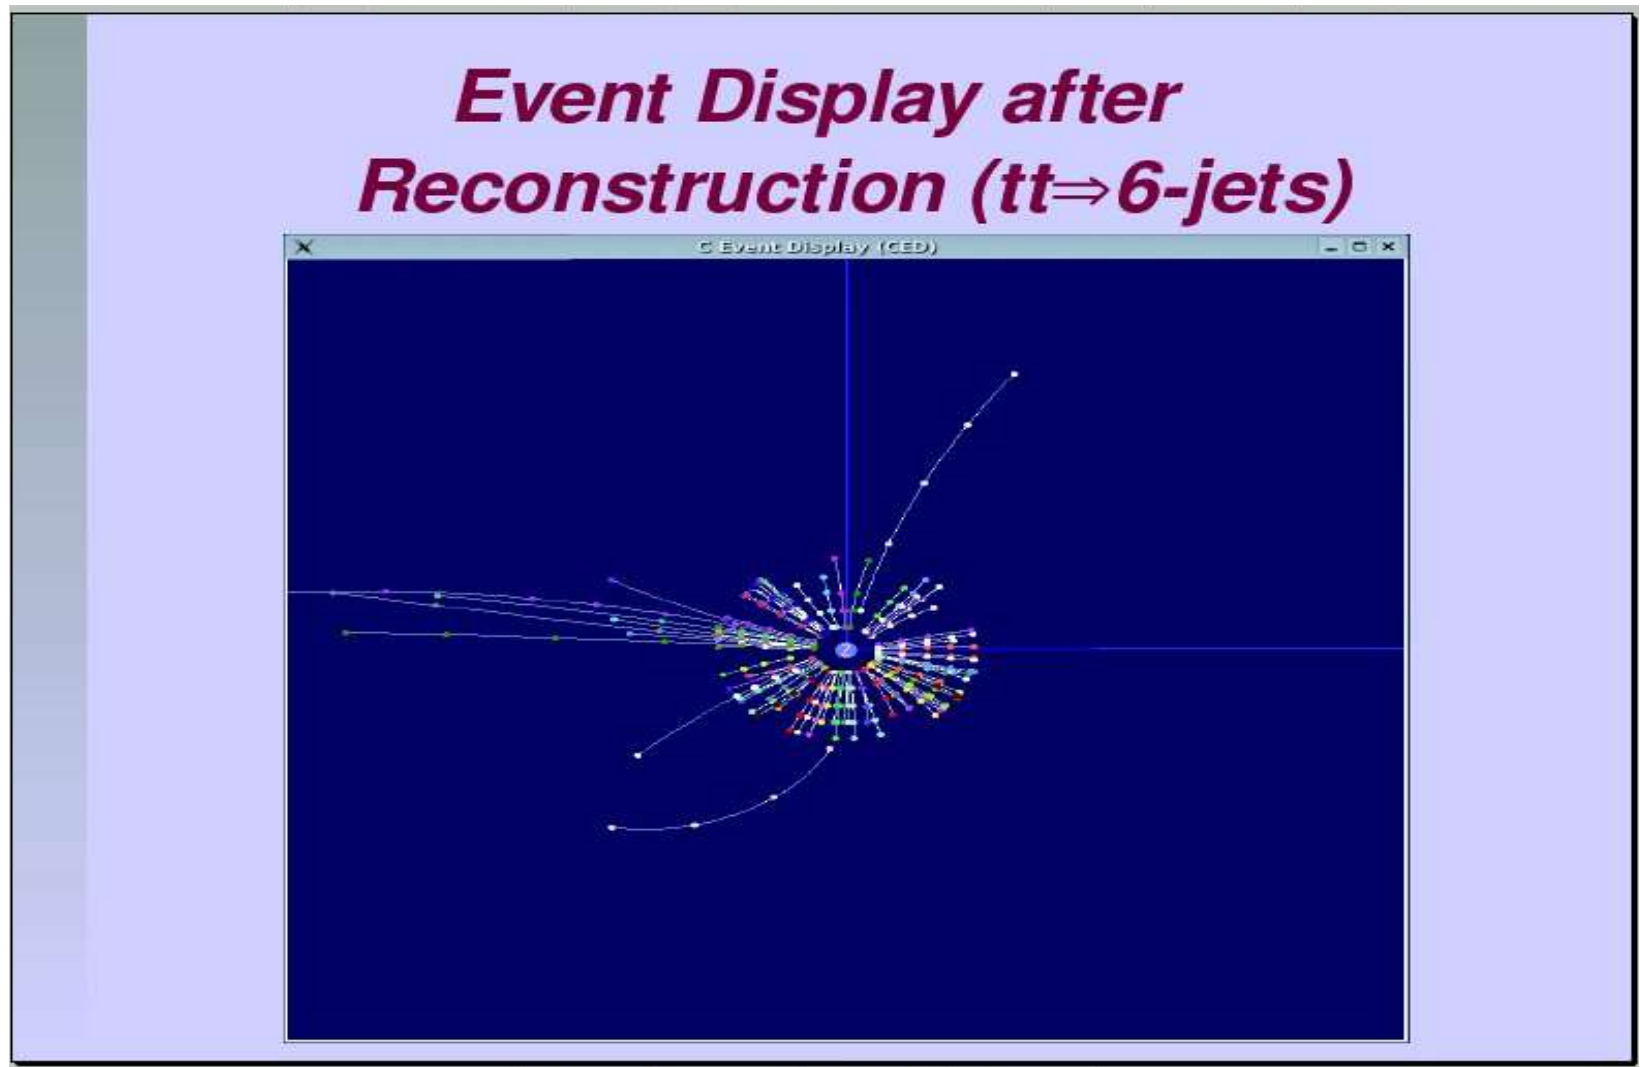 Event Display after
Reconstruction (tt⇒6-jets)
C Event Display (CED)
Z